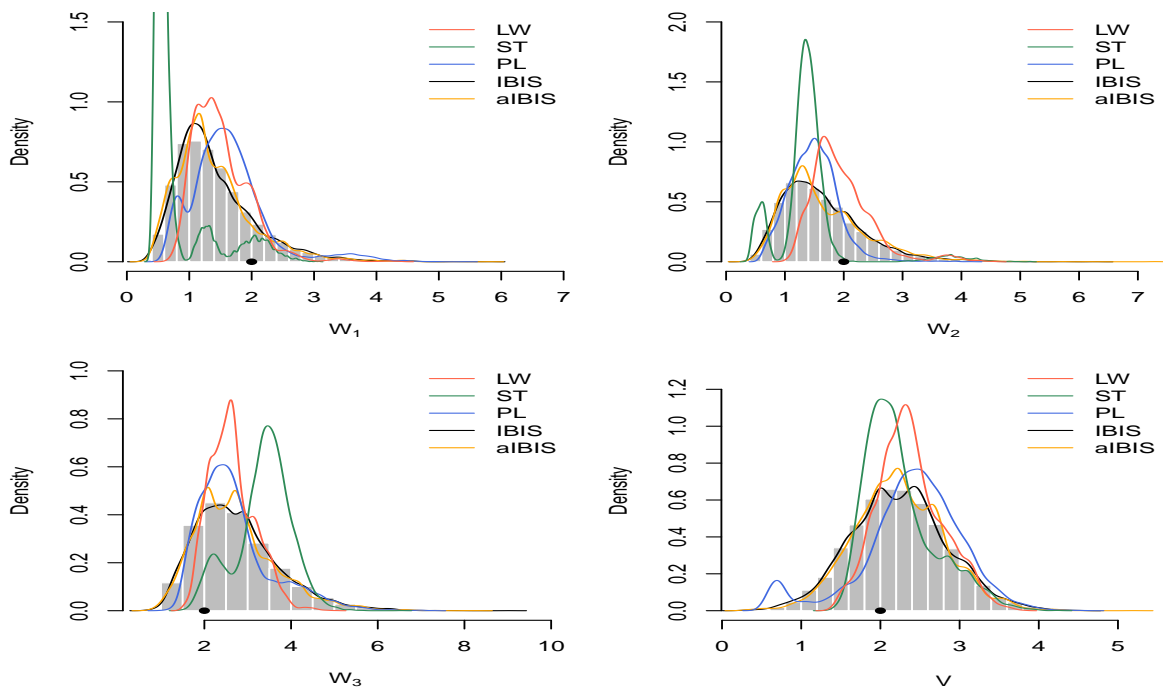 LW
ST
PL
IBIS
aIBIS
Density
0.0 0.5 1.0 1.5
0 1 2 3 4 5 6 7
W₁
LW
ST
PL
IBIS
aIBIS
Density
0.0 0.5 1.0 1.5 2.0
0 1 2 3 4 5 6 7
W₂
LW
ST
PL
IBIS
aIBIS
Density
0.0 0.2 0.4 0.6 0.8 1.0
2 4 6 8 10
W₃
LW
ST
PL
IBIS
aIBIS
Density
0.0 0.2 0.4 0.6 0.8 1.0 1.2
0 1 2 3 4 5
V